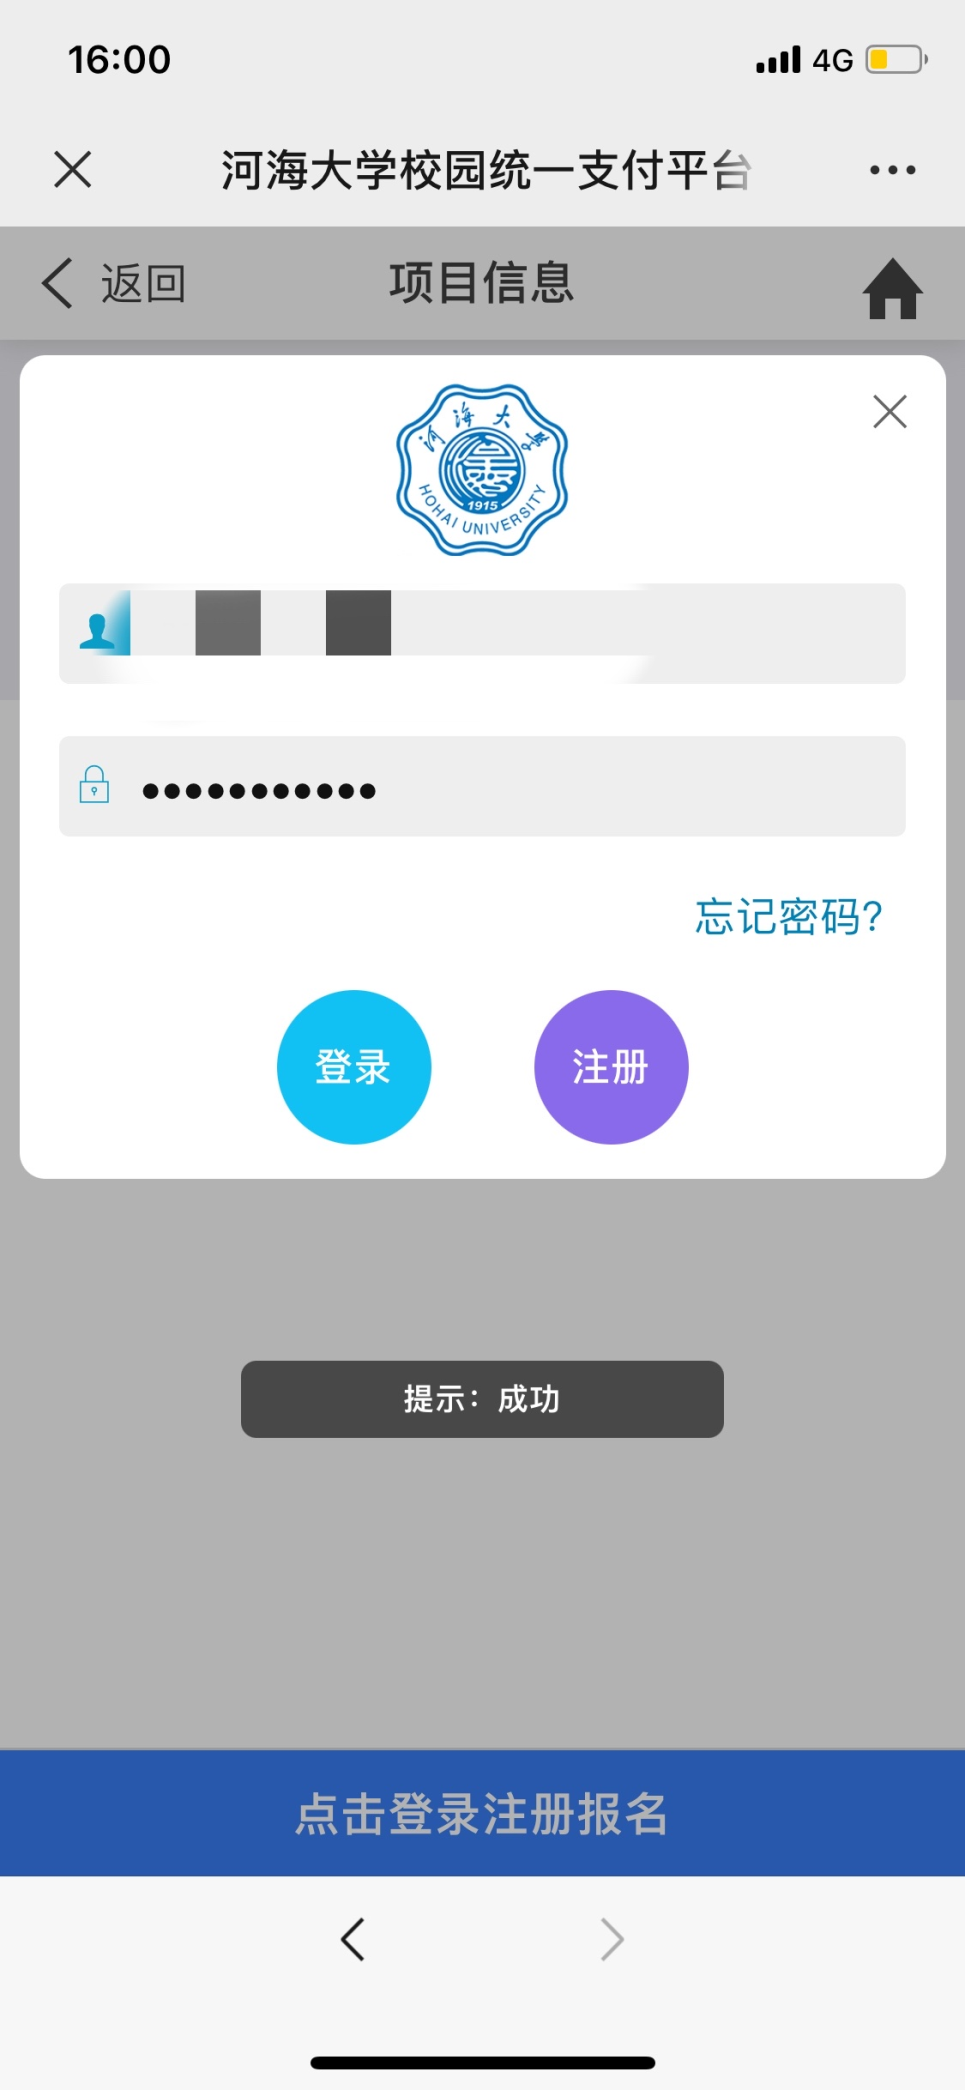 16:00
4G
河海大学校园统一支付平台
返回
项目信息
河海大学
1915
HOHAI UNIVERSITY
•••••••••••
忘记密码?
登录
注册
提示：成功
点击登录注册报名